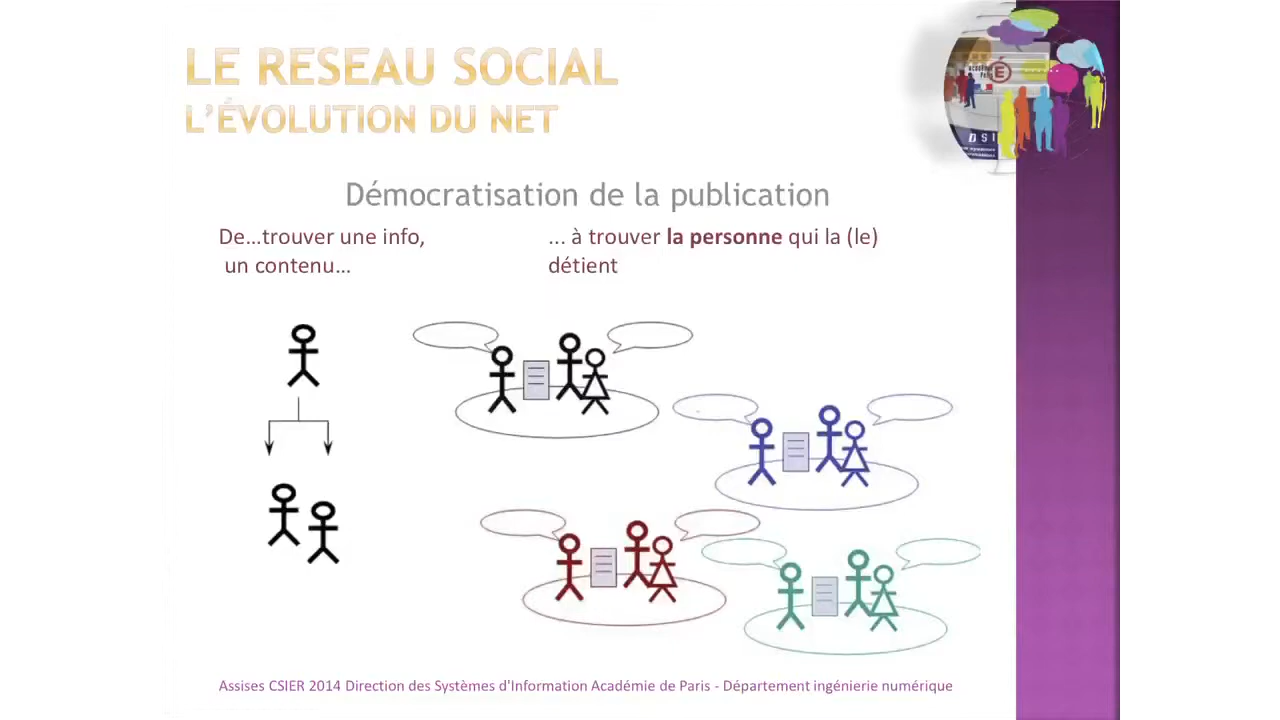 LE RESEAU SOCIAL
L'ÉVOLUTION DU NET
Démocratisation de la publication
De...trouver une info,
un contenu...
... à trouver la personne qui la (le)
détient
Assises CSIER 2014 Direction des Systèmes d'Information Académie de Paris - Département ingénierie numérique